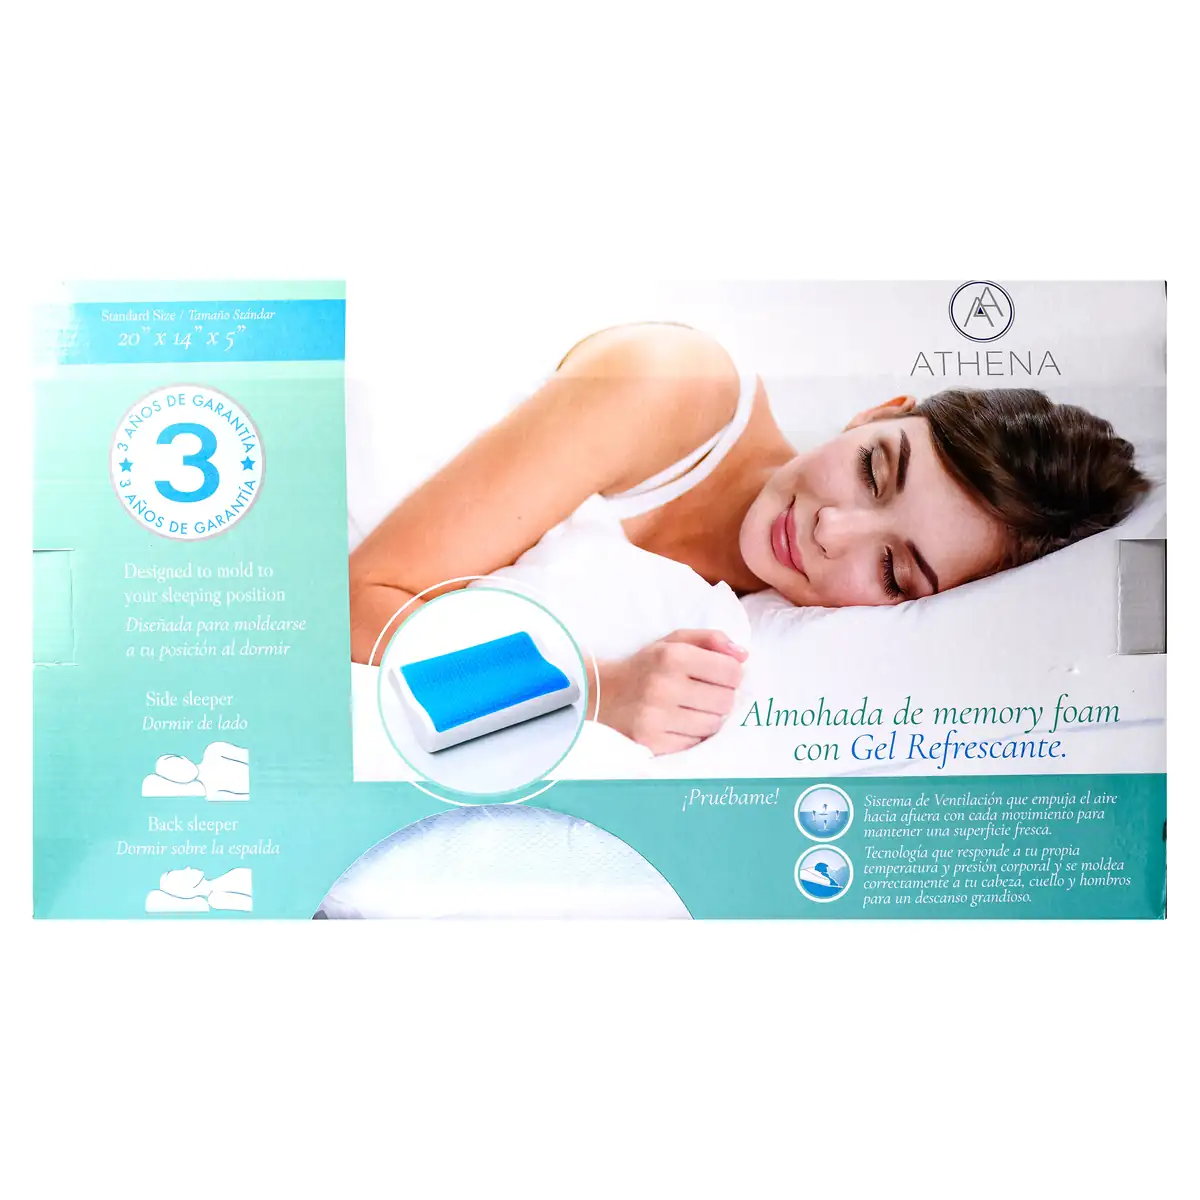 Standard Size / Tamaño Stándar
20" x 14" x 5"
3 AÑOS DE GARANTÍA
3
3 AÑOS DE GARANTÍA
Designed to mold to
your sleeping position
Diseñada para moldearse
a tu posición al dormir
Side sleeper
Dormir de lado
Back sleeper
Dormir sobre la espalda
AA
ATHENA
Almohada de memory foam
con Gel Refrescante.
¡Pruébame!
Sistema de Ventilación que empuja el aire
hacia afuera con cada movimiento para
mantener una superficie fresca.
Tecnología que responde a tu propia
temperatura y presión corporal y se moldea
correctamente a tu cabeza, cuello y hombros
para un descanso grandioso.